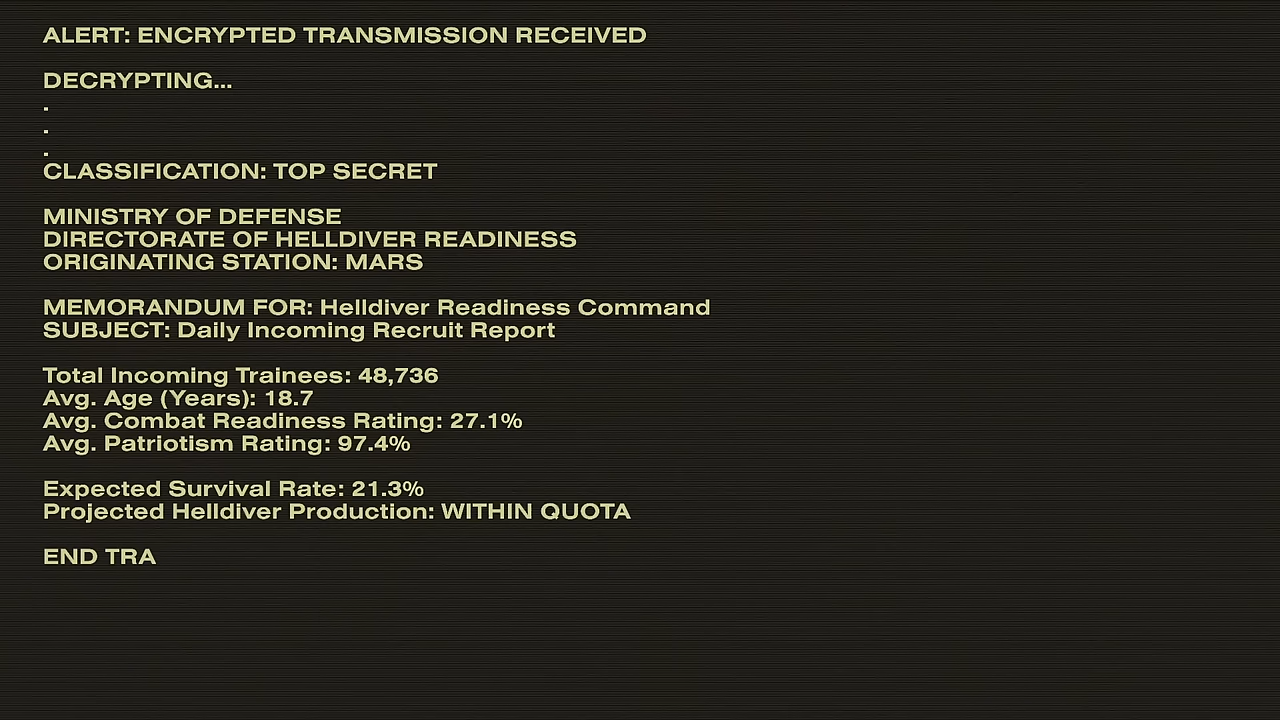 ALERT: ENCRYPTED TRANSMISSION RECEIVED
DECRYPTING...
.
.
.
CLASSIFICATION: TOP SECRET
MINISTRY OF DEFENSE
DIRECTORATE OF HELLDIVER READINESS
ORIGINATING STATION: MARS
MEMORANDUM FOR: Helldiver Readiness Command
SUBJECT: Daily Incoming Recruit Report
Total Incoming Trainees: 48,736
Avg. Age (Years): 18.7
Avg. Combat Readiness Rating: 27.1%
Avg. Patriotism Rating: 97.4%
Expected Survival Rate: 21.3%
Projected Helldiver Production: WITHIN QUOTA
END TRA